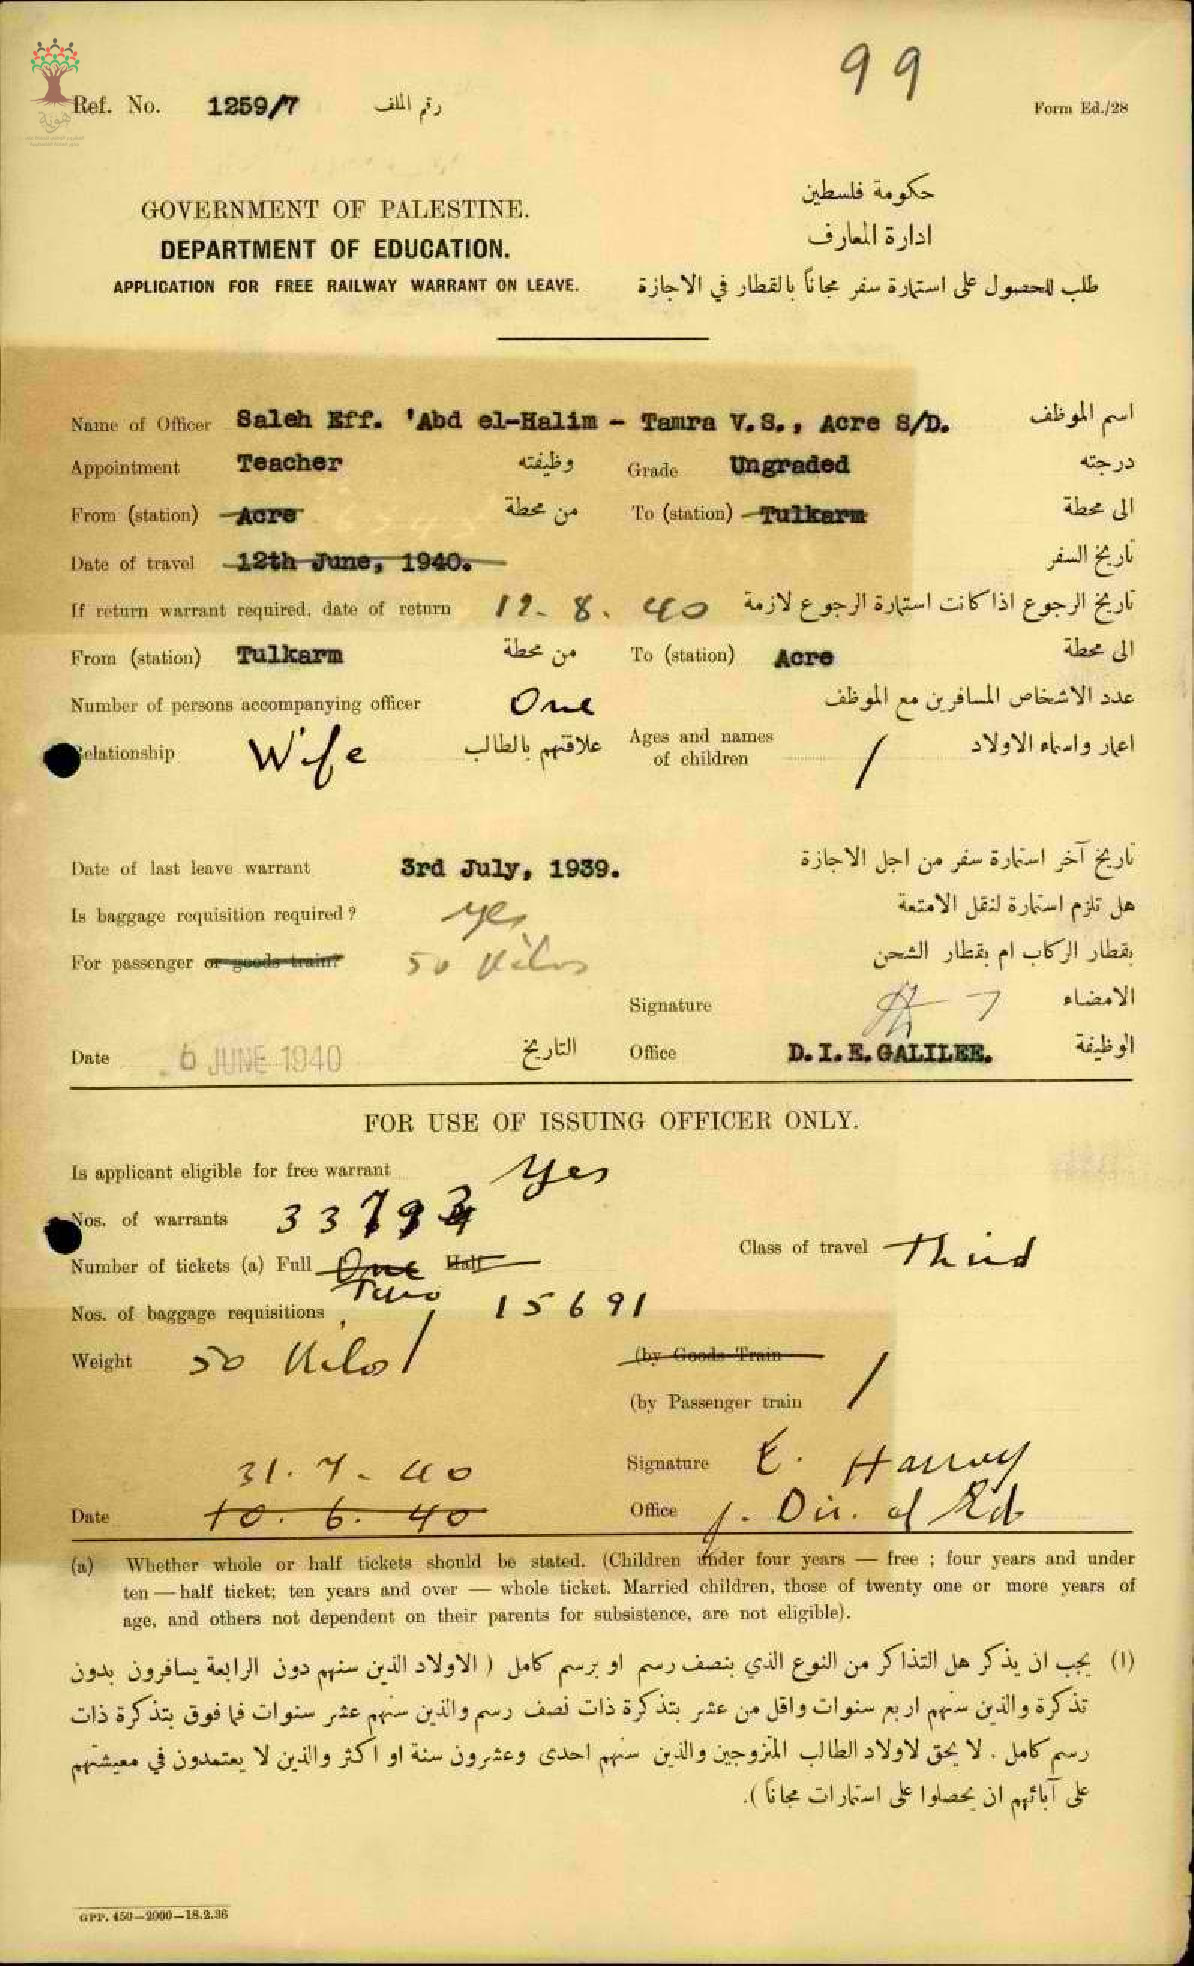 99
Ref. No. 1259/7 رقم الملف
Form Ed./28
هوية
GOVERNMENT OF PALESTINE.
DEPARTMENT OF EDUCATION.
APPLICATION FOR FREE RAILWAY WARRANT ON LEAVE.
حكومة فلسطين
ادارة المعارف
طلب للحصول على استمارة سفر مجاناً بالقطار في الاجازة
Name of Officer Saleh Eff. 'Abd el-Halim - Tamra V.S., Acre S/D. اسم الموظف
Appointment Teacher وظيفته Grade Ungraded درجته
From (station) Acre من محطة To (station) Tulkarm الى محطة
Date of travel 12th June, 1940. تاريخ السفر
If return warrant required, date of return 12. 8. 40 تاريخ الرجوع اذا كانت استمارة الرجوع لازمة
From (station) Tulkarm من محطة To (station) Acre الى محطة
Number of persons accompanying officer One عدد الاشخاص المسافرين مع الموظف
Relationship Wife علاقتهم بالطالب Ages and names of children / اعمار واسماء الاولاد
Date of last leave warrant 3rd July, 1939. تاريخ آخر استمارة سفر من اجل الاجازة
Is baggage requisition required? yes هل تلزم استمارة لنقل الامتعة
For passenger or goods train? 50 Kilos بقطار الركاب ام بقطار الشحن
Signature الامضاء
Date 6 JUNE 1940 التاريخ Office D.I.E. GALILEE. الوظيفة
FOR USE OF ISSUING OFFICER ONLY.
Is applicant eligible for free warrant Yes
Nos. of warrants
Number of tickets (a) Full One Half Class of travel Third
Two
Nos. of baggage requisitions 15691
Weight 50 Kilos / (by Goods Train
(by Passenger train /
31. 7. 40 Signature E. Harvey
Date 10. 6. 40 Office f. Dir. of Ed
(a) Whether whole or half tickets should be stated. (Children under four years — free ; four years and under
ten — half ticket; ten years and over — whole ticket. Married children, those of twenty one or more years of
age, and others not dependent on their parents for subsistence, are not eligible).
(١) يجب ان يذكر هل التذاكر من النوع الذي بنصف رسم او برسم كامل ( الاولاد الذين سنهم دون الرابعة يسافرون بدون
تذكرة والذين سنهم اربع سنوات واقل من عشر بتذكرة ذات نصف رسم والذين سنهم عشر سنوات فما فوق بتذكرة ذات
رسم كامل . لا يحق لاولاد الطالب المتزوجين والذين سنهم احدى وعشرون سنة او اكثر والذين لا يعتمدون في معيشتهم
على آبائهم ان يحصلوا على استمارات مجاناً ).
GPP. 450—2000—18.2.36